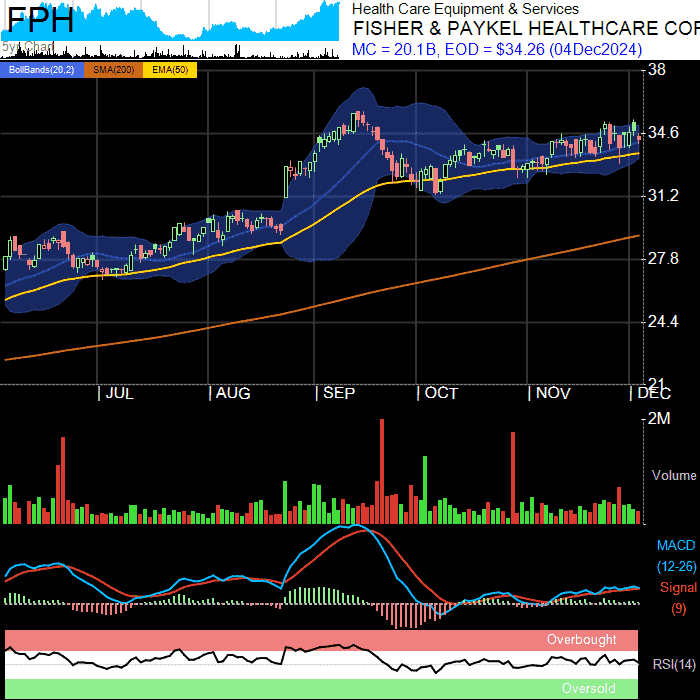 FPH
5yr Chart
Health Care Equipment & Services
FISHER & PAYKEL HEALTHCARE COR
MC = 20.1B, EOD = $34.26 (04Dec2024)
BollBands(20,2) SMA(200) EMA(50)
38
34.6
31.2
27.8
24.4
21
JUL AUG SEP OCT NOV DEC
2M
Volume
MACD
(12-26)
Signal
(9)
Overbought
RSI(14)
Oversold